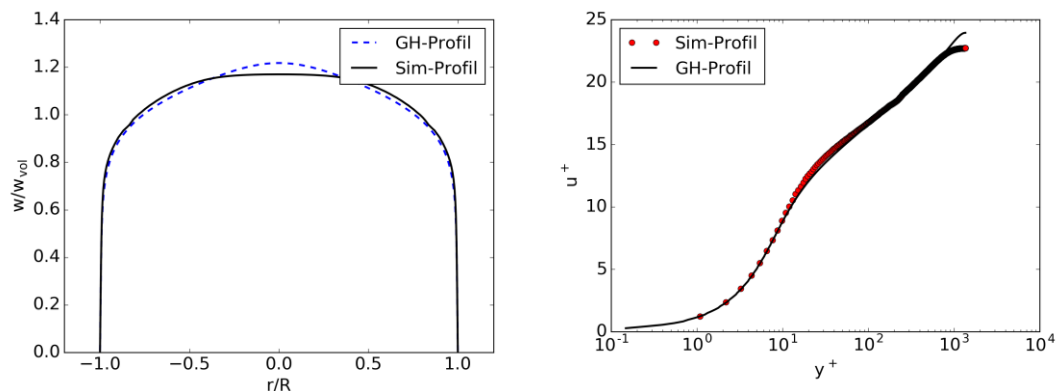 1.4
1.2
1.0
0.8
0.6
0.4
0.2
0.0
−1.0 −0.5 0.0 0.5 1.0
r/R
w/w_vol
GH-Profil
Sim-Profil
25
20
15
10
5
0
10^-1 10^0 10^1 10^2 10^3 10^4
y^+
u^+
Sim-Profil
GH-Profil